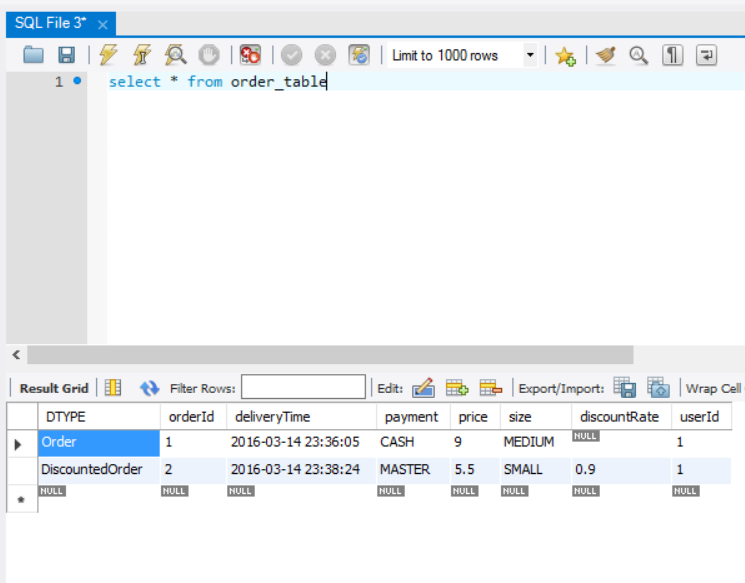 SQL File 3*
Limit to 1000 rows
1 select * from order_table
Result Grid Filter Rows: Edit: Export/Import: Wrap Cell
DTYPE orderId deliveryTime payment price size discountRate userId
Order 1 2016-03-14 23:36:05 CASH 9 MEDIUM NULL 1
DiscountedOrder 2 2016-03-14 23:38:24 MASTER 5.5 SMALL 0.9 1
NULL NULL NULL NULL NULL NULL NULL NULL